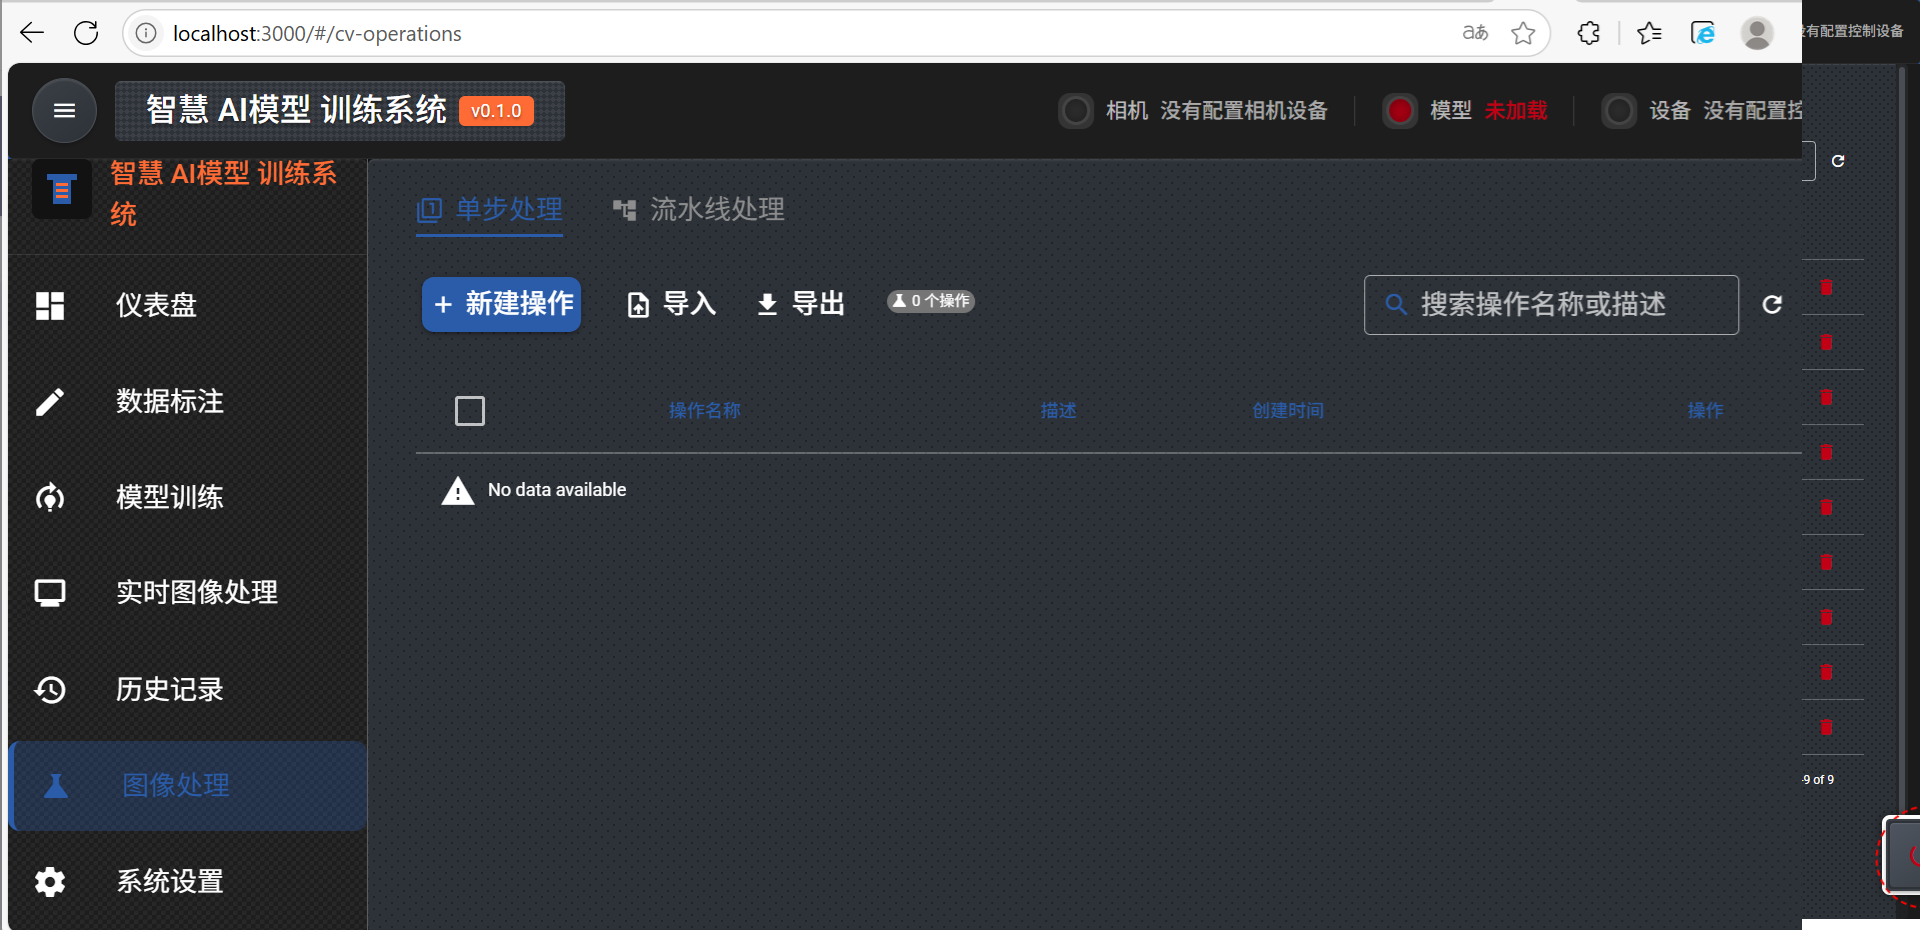 localhost:3000/#/cv-operations
aあ
没有配置控制设备
智慧 AI模型 训练系统 v0.1.0
相机 没有配置相机设备
模型 未加载
设备 没有配置控
智慧 AI模型 训练系
统
单步处理
流水线处理
新建操作
导入
导出
0 个操作
搜索操作名称或描述
操作名称 描述 创建时间 操作
No data available
仪表盘
数据标注
模型训练
实时图像处理
历史记录
图像处理
系统设置
-9 of 9